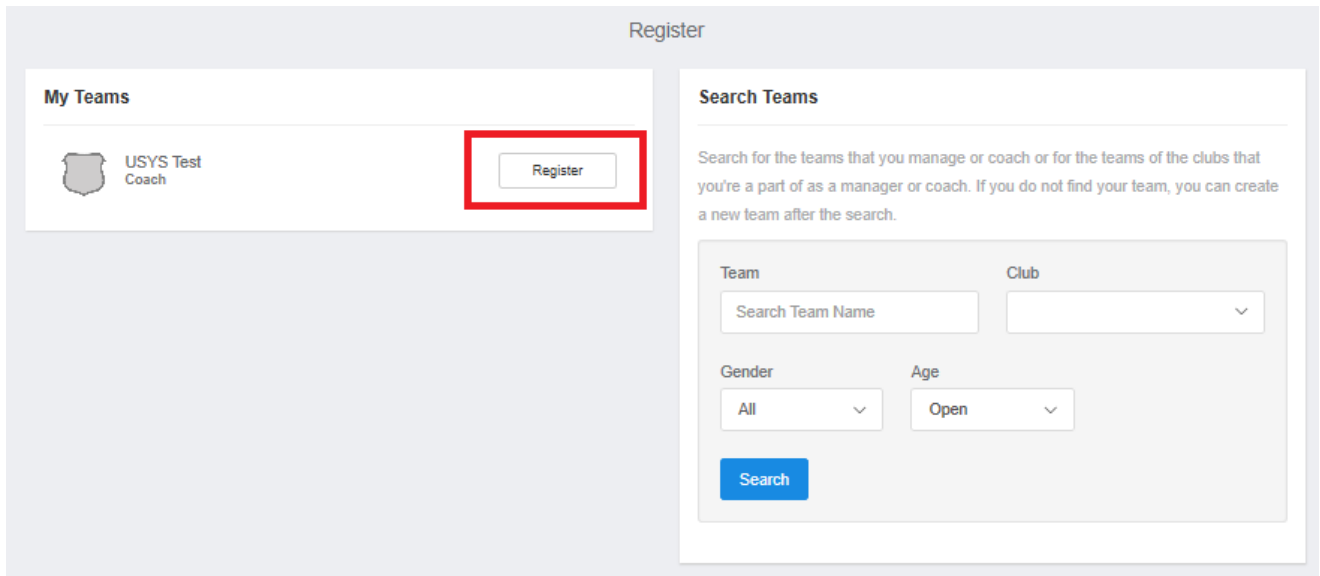 Register
My Teams
USYS Test
Coach
Register
Search Teams
Search for the teams that you manage or coach or for the teams of the clubs that
you're a part of as a manager or coach. If you do not find your team, you can create
a new team after the search.
Team
Club
Search Team Name
Gender
Age
All
Open
Search